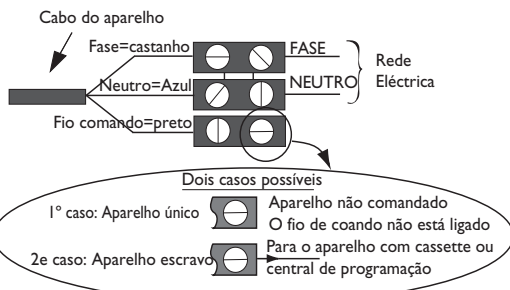 Cabo do aparelho
Fase=castanho
FASE
Neutro=Azul
NEUTRO
Rede
Eléctrica
Fio comando=preto
Dois casos possíveis
1º caso: Aparelho único
Aparelho não comandado
O fio de coando não está ligado
2e caso: Aparelho escravo
Para o aparelho com cassette ou
central de programação